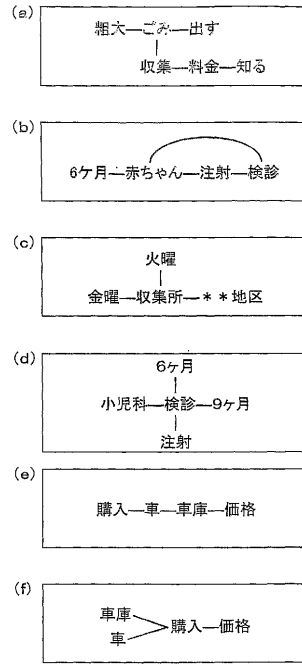 (a)
粗大—ごみ—出す
収集—料金—知る
(b)
6ケ月—赤ちゃん—注射—検診
(c)
火曜
金曜—収集所—＊＊地区
(d)
6ヶ月
小児科—検診—9ヶ月
注射
(e)
購入—車—車庫—価格
(f)
車庫
購入—価格
車